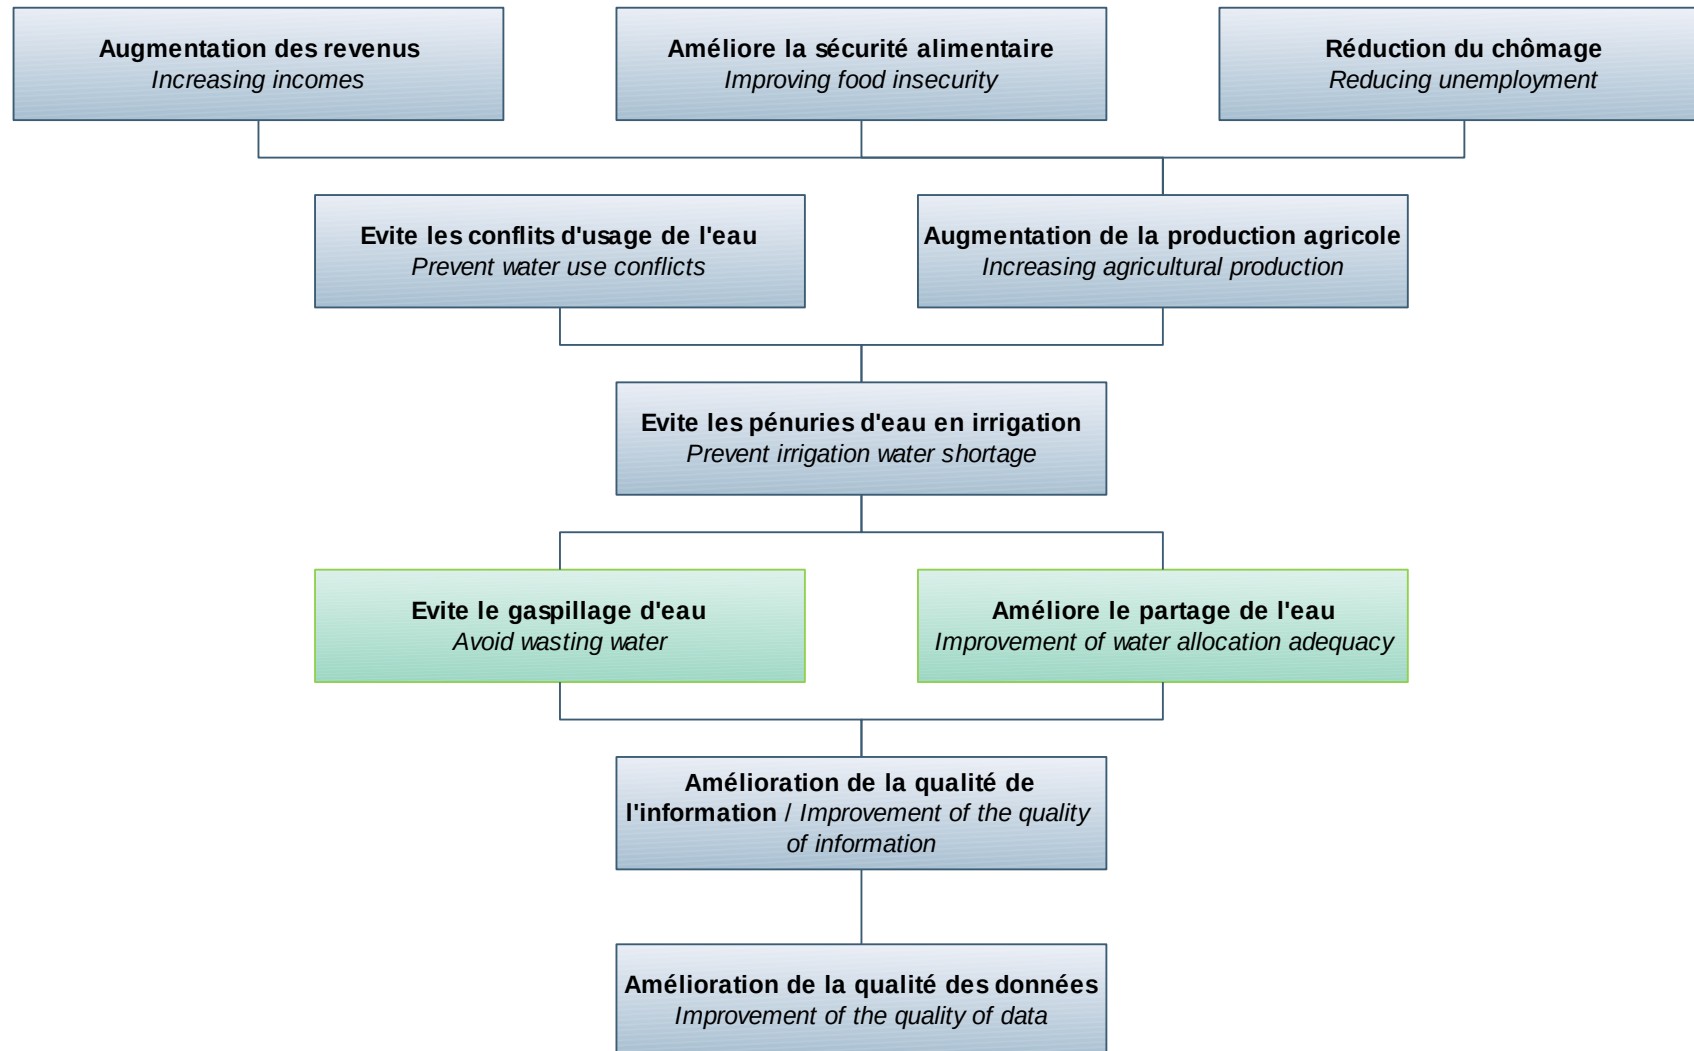 Augmentation des revenus
Increasing incomes
Améliore la sécurité alimentaire
Improving food insecurity
Réduction du chômage
Reducing unemployment
Evite les conflits d'usage de l'eau
Prevent water use conflicts
Augmentation de la production agricole
Increasing agricultural production
Evite les pénuries d'eau en irrigation
Prevent irrigation water shortage
Evite le gaspillage d'eau
Avoid wasting water
Améliore le partage de l'eau
Improvement of water allocation adequacy
Amélioration de la qualité de
l'information / Improvement of the quality
of information
Amélioration de la qualité des données
Improvement of the quality of data